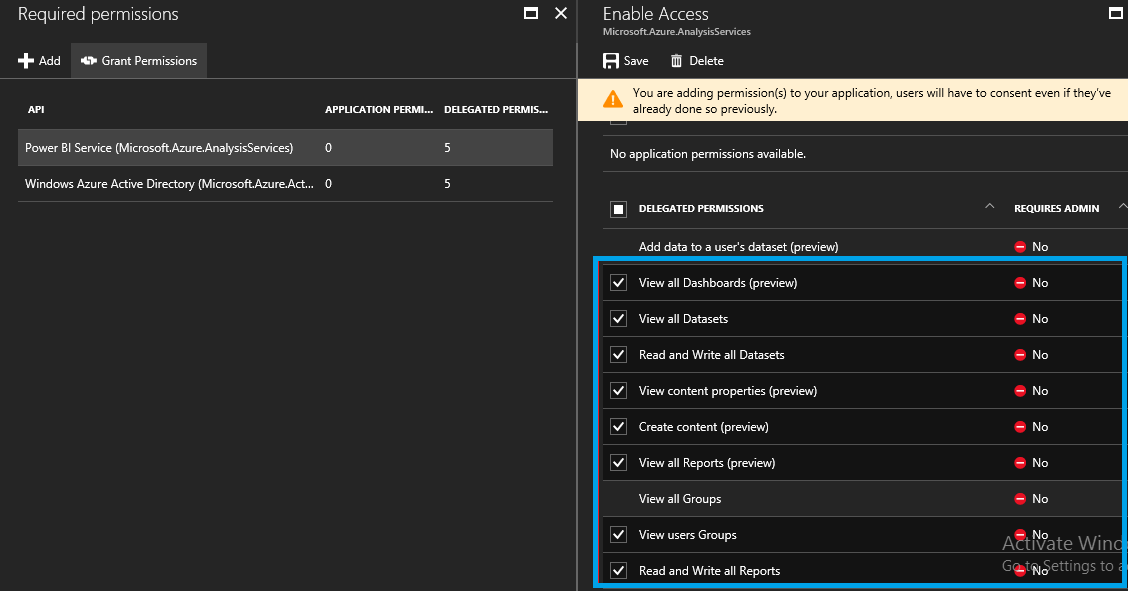 Required permissions
Add
Grant Permissions
API APPLICATION PERMI... DELEGATED PERMIS...
Power BI Service (Microsoft.Azure.AnalysisServices) 0 5
Windows Azure Active Directory (Microsoft.Azure.Act... 0 5
Enable Access
Microsoft.Azure.AnalysisServices
Save Delete
You are adding permission(s) to your application, users will have to consent even if they've
already done so previously.
No application permissions available.
DELEGATED PERMISSIONS REQUIRES ADMIN
Add data to a user's dataset (preview) No
View all Dashboards (preview) No
View all Datasets No
Read and Write all Datasets No
View content properties (preview) No
Create content (preview) No
View all Reports (preview) No
View all Groups No
View users Groups No
Read and Write all Reports No
Activate Windo
Go to Settings to a